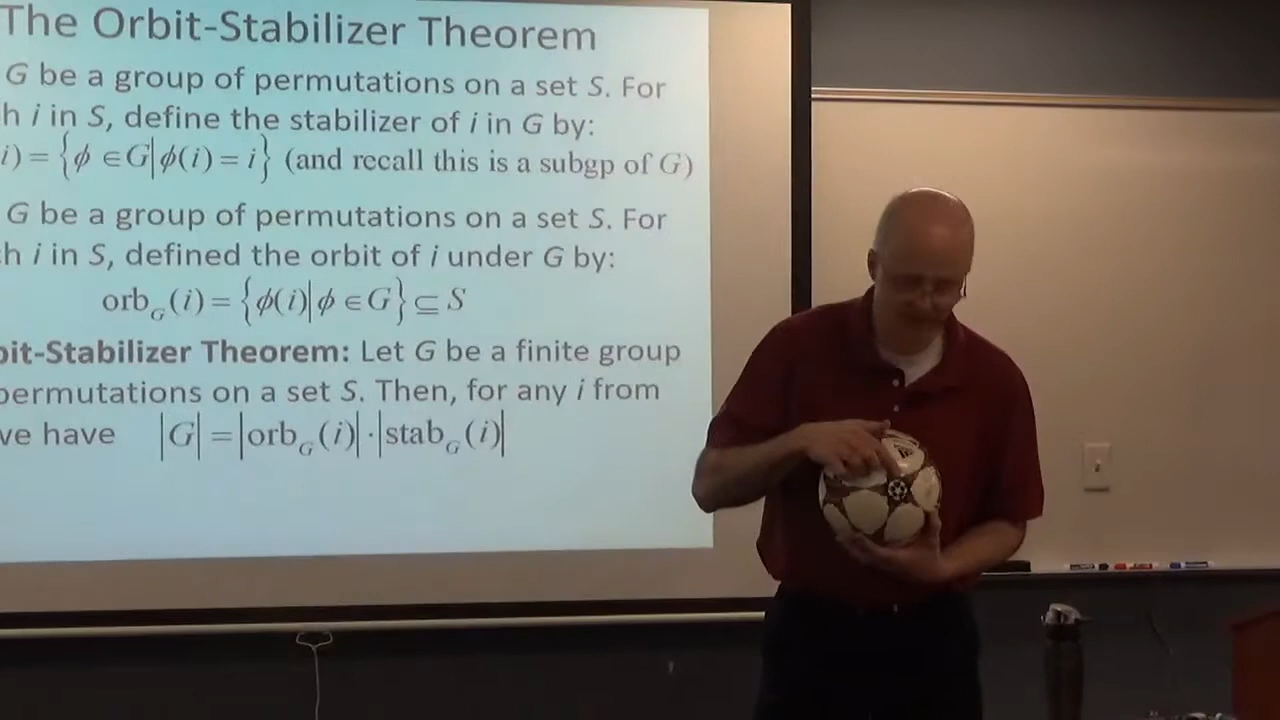 The Orbit-Stabilizer Theorem
G be a group of permutations on a set S. For
h i in S, define the stabilizer of i in G by:
i) = {ϕ ∈ G|ϕ(i) = i} (and recall this is a subgp of G)
G be a group of permutations on a set S. For
h i in S, defined the orbit of i under G by:
orb_G(i) = {ϕ(i)|ϕ ∈ G} ⊆ S
bit-Stabilizer Theorem: Let G be a finite group
permutations on a set S. Then, for any i from
ve have |G| = |orb_G(i)| · |stab_G(i)|